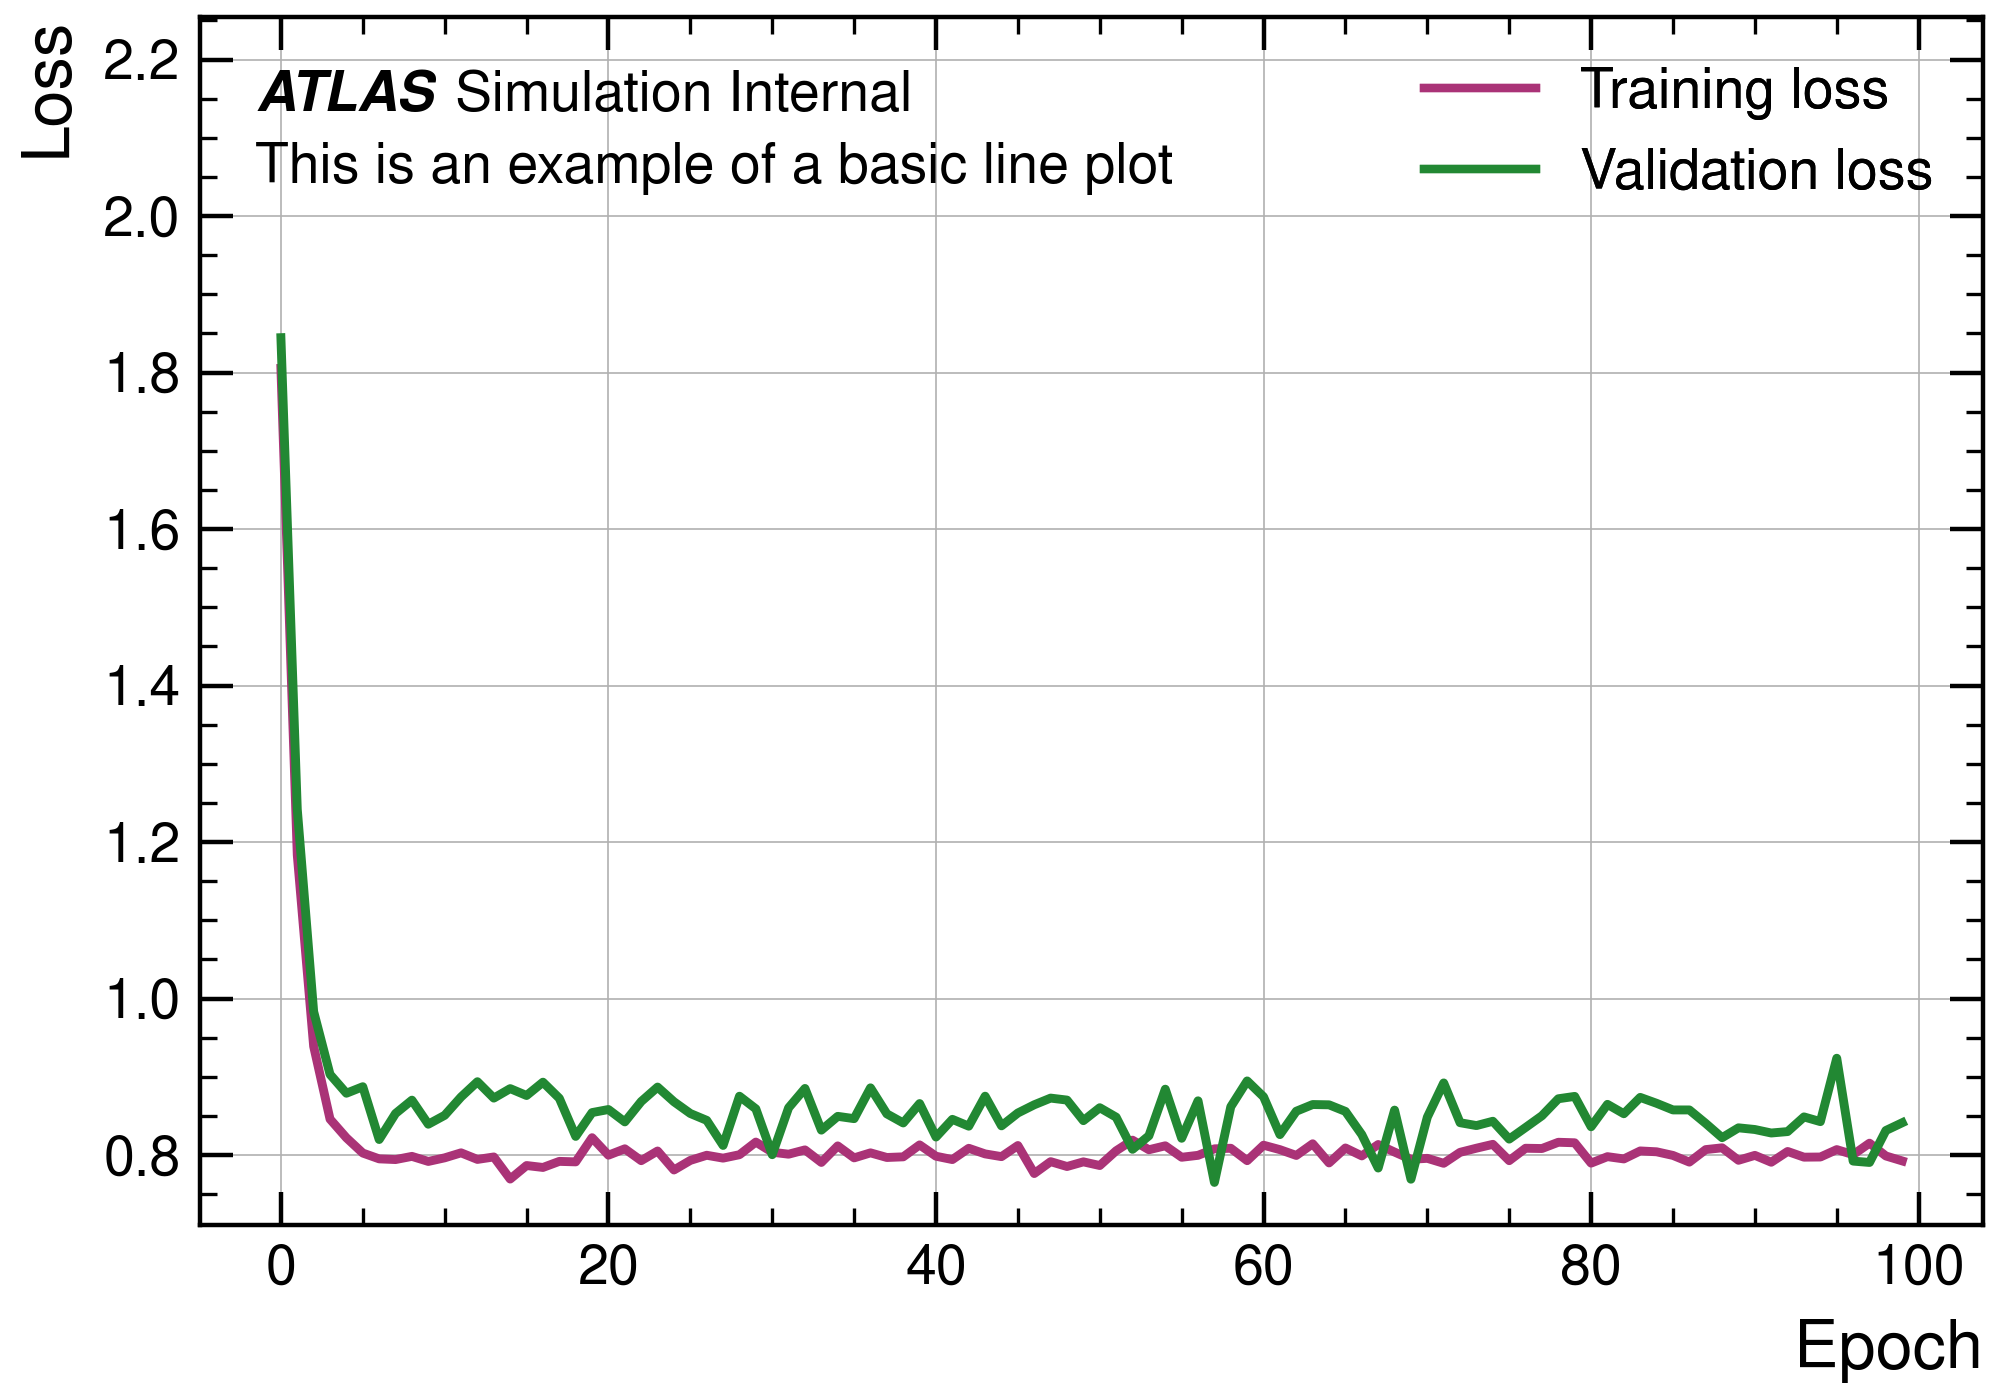 Loss
2.2
2.0
1.8
1.6
1.4
1.2
1.0
0.8
ATLAS Simulation Internal
This is an example of a basic line plot
Training loss
Validation loss
0 20 40 60 80 100
Epoch